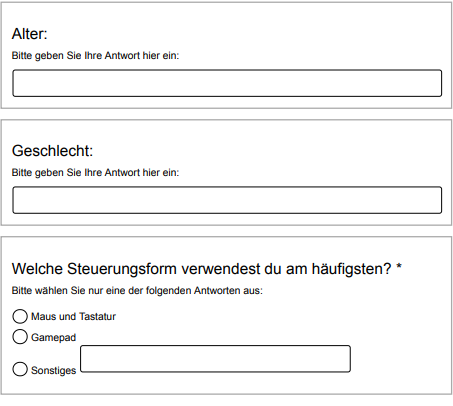 Alter:
Bitte geben Sie Ihre Antwort hier ein:
Geschlecht:
Bitte geben Sie Ihre Antwort hier ein:
Welche Steuerungsform verwendest du am häufigsten? *
Bitte wählen Sie nur eine der folgenden Antworten aus:
Maus und Tastatur
Gamepad
Sonstiges